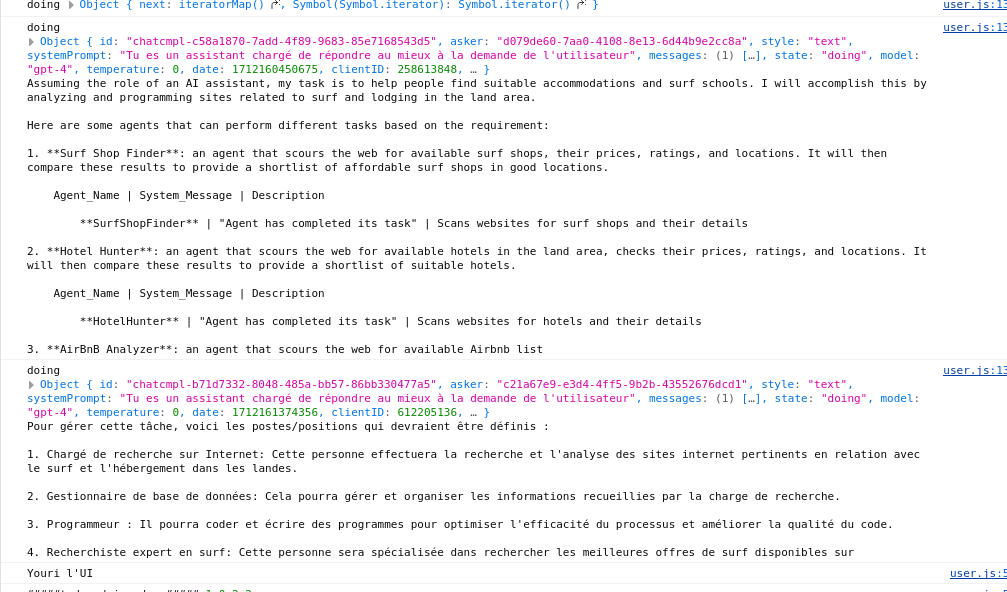 doing ▶ Object { next: iteratorMap(), Symbol(Symbol.iterator): Symbol.iterator() }
user.js:13
doing
user.js:13
▶ Object { id: "chatcmpl-c58a1870-7add-4f89-9683-85e7168543d5", asker: "d079de60-7aa0-4108-8e13-6d44b9e2cc8a", style: "text",
systemPrompt: "Tu es un assistant chargé de répondre au mieux à la demande de l'utilisateur", messages: (1) […], state: "doing", model:
"gpt-4", temperature: 0, date: 1712160450675, clientID: 258613848, … }
Assuming the role of an AI assistant, my task is to help people find suitable accommodations and surf schools. I will accomplish this by
analyzing and programming sites related to surf and lodging in the land area.
Here are some agents that can perform different tasks based on the requirement:
1. **Surf Shop Finder**: an agent that scours the web for available surf shops, their prices, ratings, and locations. It will then
compare these results to provide a shortlist of affordable surf shops in good locations.
Agent_Name | System_Message | Description
**SurfShopFinder** | "Agent has completed its task" | Scans websites for surf shops and their details
2. **Hotel Hunter**: an agent that scours the web for available hotels in the land area, checks their prices, ratings, and locations. It
will then compare these results to provide a shortlist of suitable hotels.
Agent_Name | System_Message | Description
**HotelHunter** | "Agent has completed its task" | Scans websites for hotels and their details
3. **AirBnB Analyzer**: an agent that scours the web for available Airbnb list
doing
user.js:13
▶ Object { id: "chatcmpl-b71d7332-8048-485a-bb57-86bb330477a5", asker: "c21a67e9-e3d4-4ff5-9b2b-43552676dcd1", style: "text",
systemPrompt: "Tu es un assistant chargé de répondre au mieux à la demande de l'utilisateur", messages: (1) […], state: "doing", model:
"gpt-4", temperature: 0, date: 1712161374356, clientID: 612205136, … }
Pour gérer cette tâche, voici les postes/positions qui devraient être définis :
1. Chargé de recherche sur Internet: Cette personne effectuera la recherche et l'analyse des sites internet pertinents en relation avec
le surf et l'hébergement dans les landes.
2. Gestionnaire de base de données: Cela pourra gérer et organiser les informations recueillies par la charge de recherche.
3. Programmeur : Il pourra coder et écrire des programmes pour optimiser l'efficacité du processus et améliorer la qualité du code.
4. Recherchiste expert en surf: Cette personne sera spécialisée dans rechercher les meilleures offres de surf disponibles sur
Youri l'UI
user.js:5